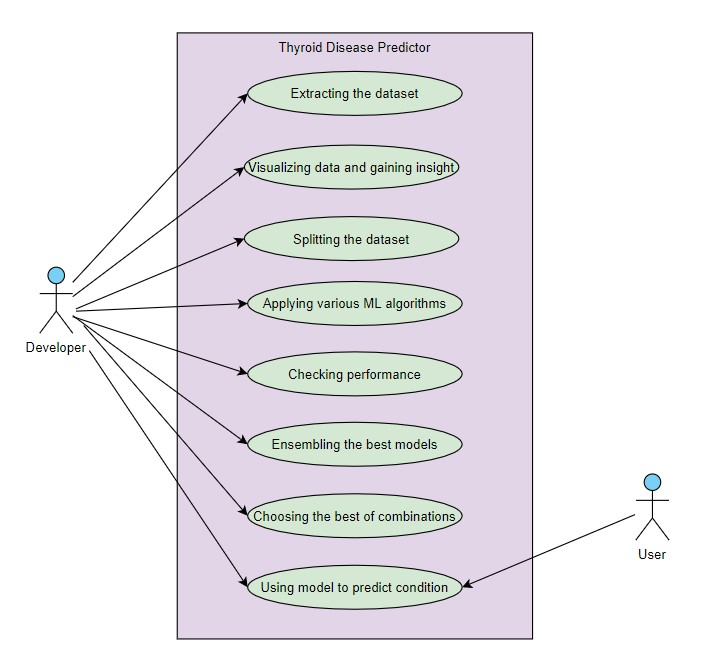 Thyroid Disease Predictor
Extracting the dataset
Visualizing data and gaining insight
Splitting the dataset
Applying various ML algorithms
Developer
Checking performance
Ensembling the best models
Choosing the best of combinations
User
Using model to predict condition